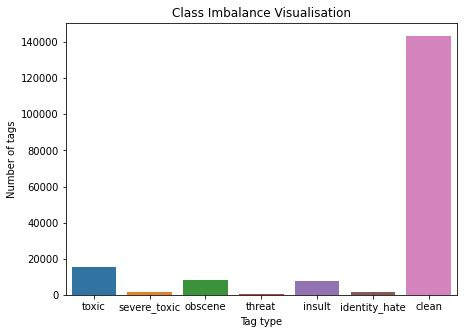 Class Imbalance Visualisation
Number of tags
140000
120000
100000
80000
60000
40000
20000
0
toxic severe_toxic obscene threat insult identity_hate clean
Tag type